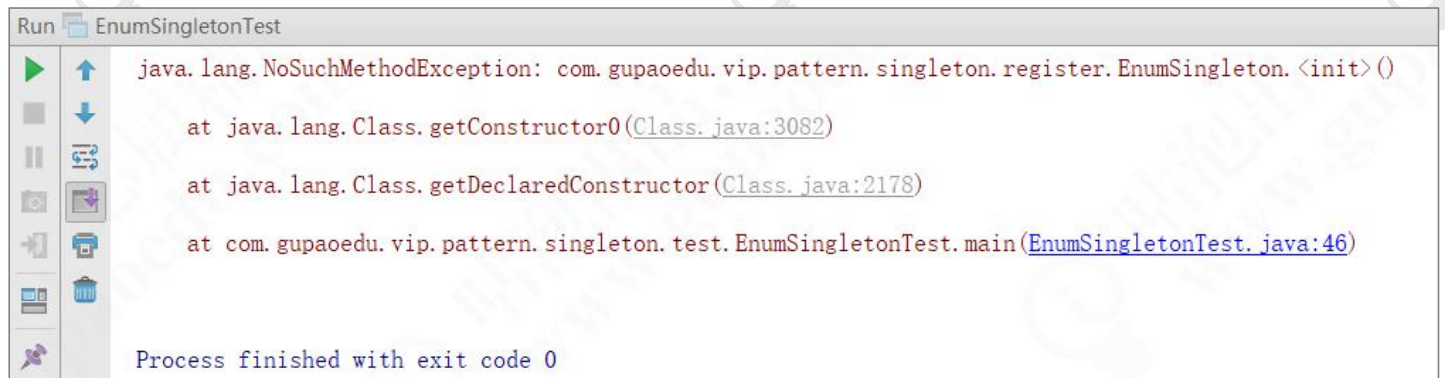 Run EnumSingletonTest
java.lang.NoSuchMethodException: com.gupaoedu.vip.pattern.singleton.register.EnumSingleton.<init>()
at java.lang.Class.getConstructor0(Class.java:3082)
at java.lang.Class.getDeclaredConstructor(Class.java:2178)
at com.gupaoedu.vip.pattern.singleton.test.EnumSingletonTest.main(EnumSingletonTest.java:46)
Process finished with exit code 0